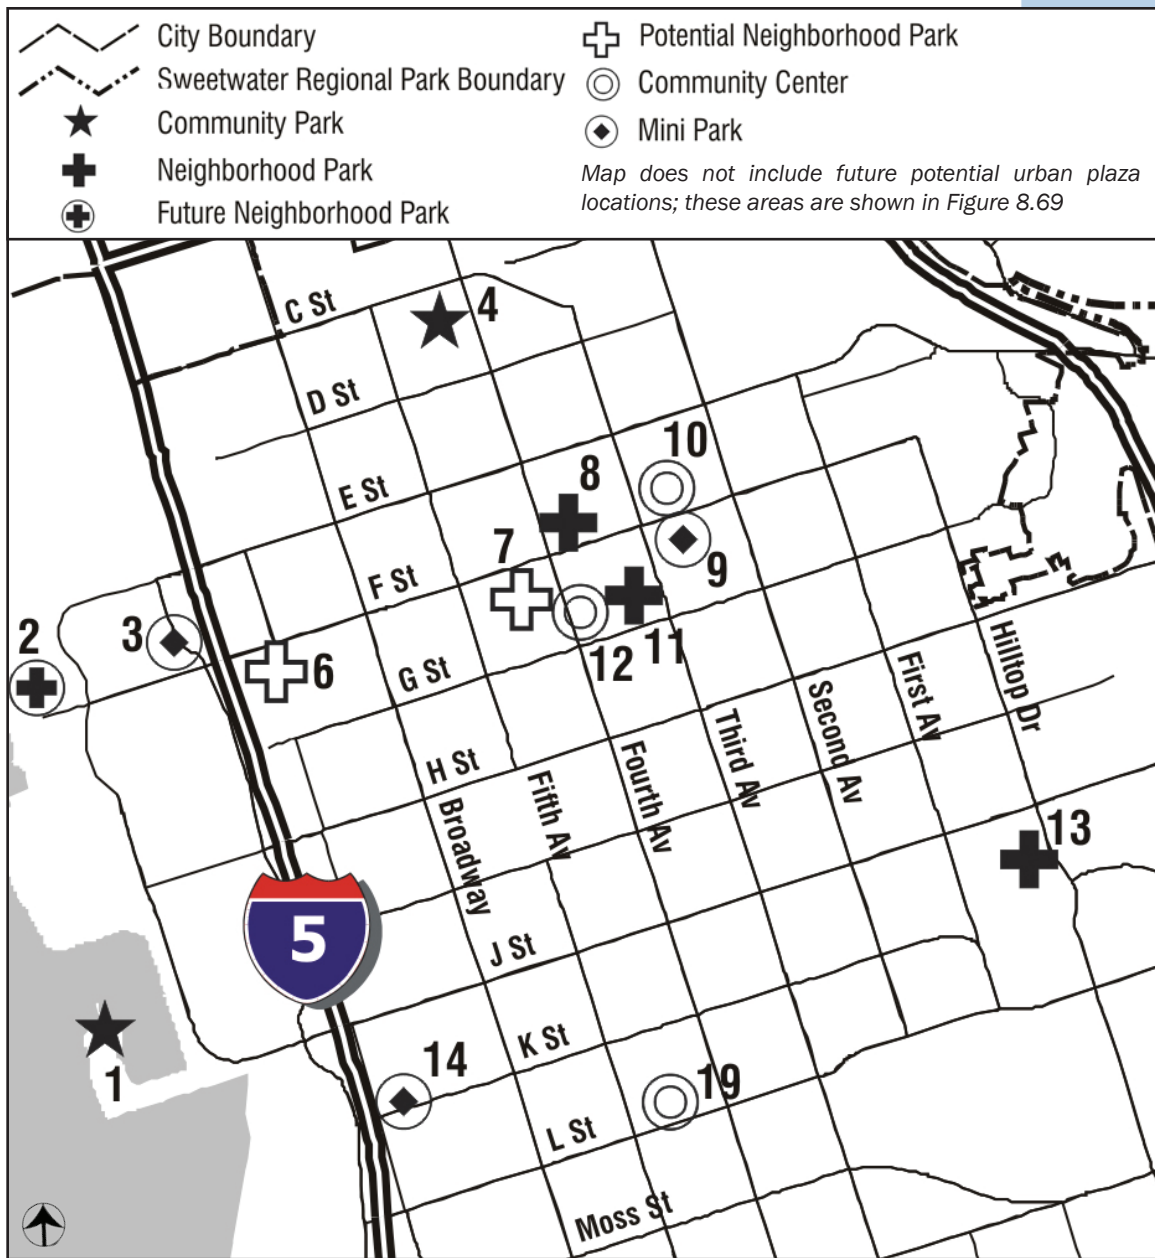 City Boundary
Sweetwater Regional Park Boundary
Community Park
Neighborhood Park
Future Neighborhood Park
Potential Neighborhood Park
Community Center
Mini Park
Map does not include future potential urban plaza
locations; these areas are shown in Figure 8.69
C St
4
D St
10
E St
8
7
F St
9
3
2
6
G St
12
11
Hilltop Dr
First Av
Second Av
Third Av
Fourth Av
H St
Fifth Av
Broadway
13
5
J St
K St
14
19
1
L St
Moss St